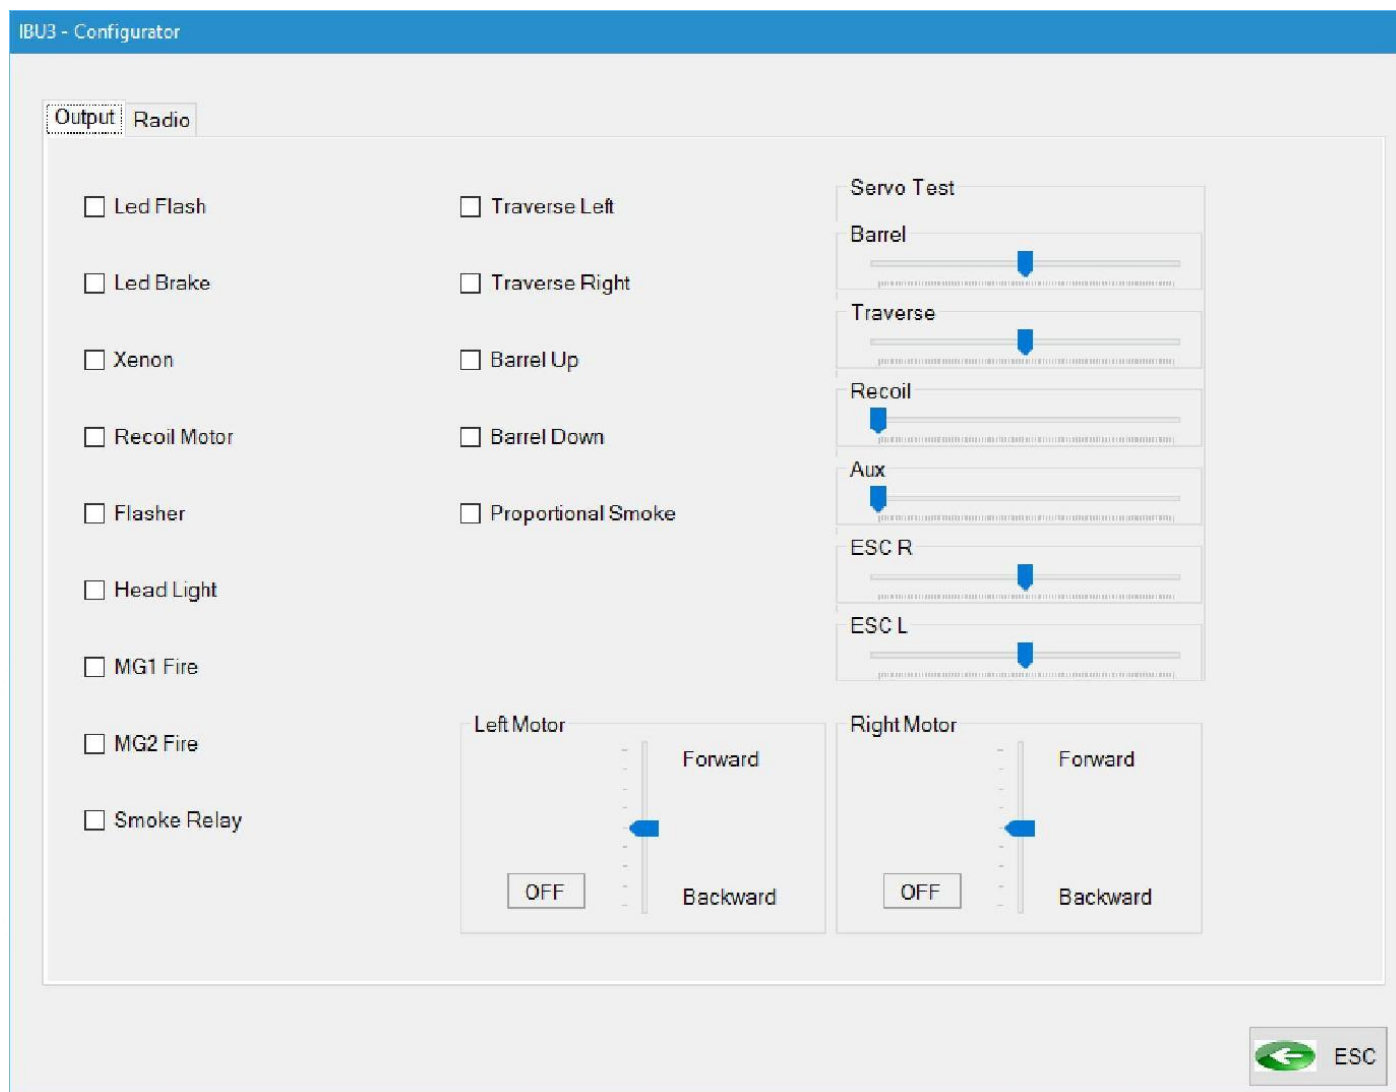 IBU3 - Configurator
Output
Radio
Led Flash
Led Brake
Xenon
Recoil Motor
Flasher
Head Light
MG1 Fire
MG2 Fire
Smoke Relay
Traverse Left
Traverse Right
Barrel Up
Barrel Down
Proportional Smoke
Servo Test
Barrel
Traverse
Recoil
Aux
ESC R
ESC L
Left Motor
Forward
OFF
Backward
Right Motor
Forward
OFF
Backward
ESC